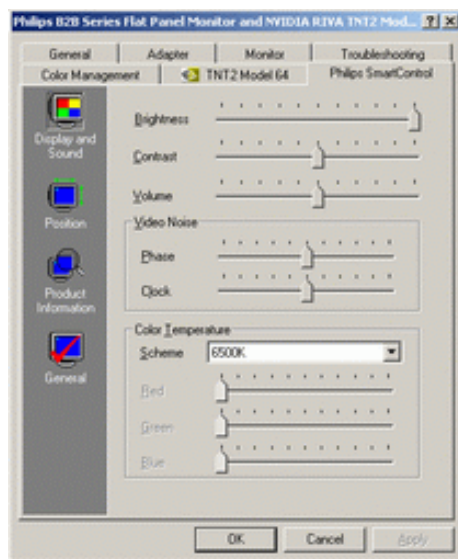 Philips B2B Series Flat Panel Monitor and NVIDIA RIVA TNT2 Mod...
General Adapter Monitor Troubleshooting
Color Management TNT2 Model 64 Philips SmartControl
Display and
Sound
Position
Product
Information
General
Brightness
Contrast
Volume
Video Noise
Phase
Clock
Color Temperature
Scheme 6500K
Red
Green
Blue
OK Cancel Apply